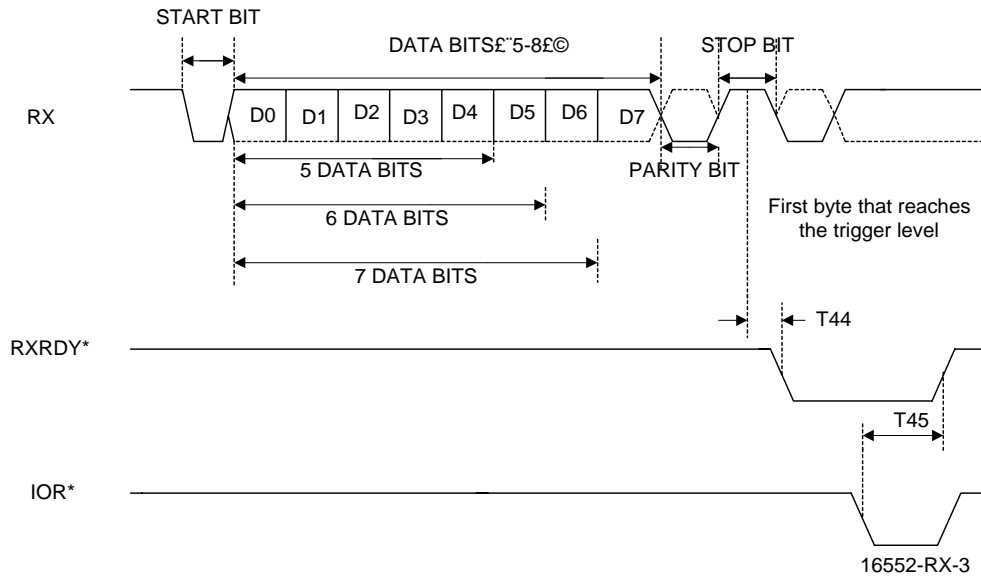 START BIT
DATA BITS£¨5-8£©
STOP BIT
RX
D0 D1 D2 D3 D4 D5 D6 D7
5 DATA BITS
PARITY BIT
6 DATA BITS
First byte that reaches
the trigger level
7 DATA BITS
T44
RXRDY*
T45
IOR*
16552-RX-3